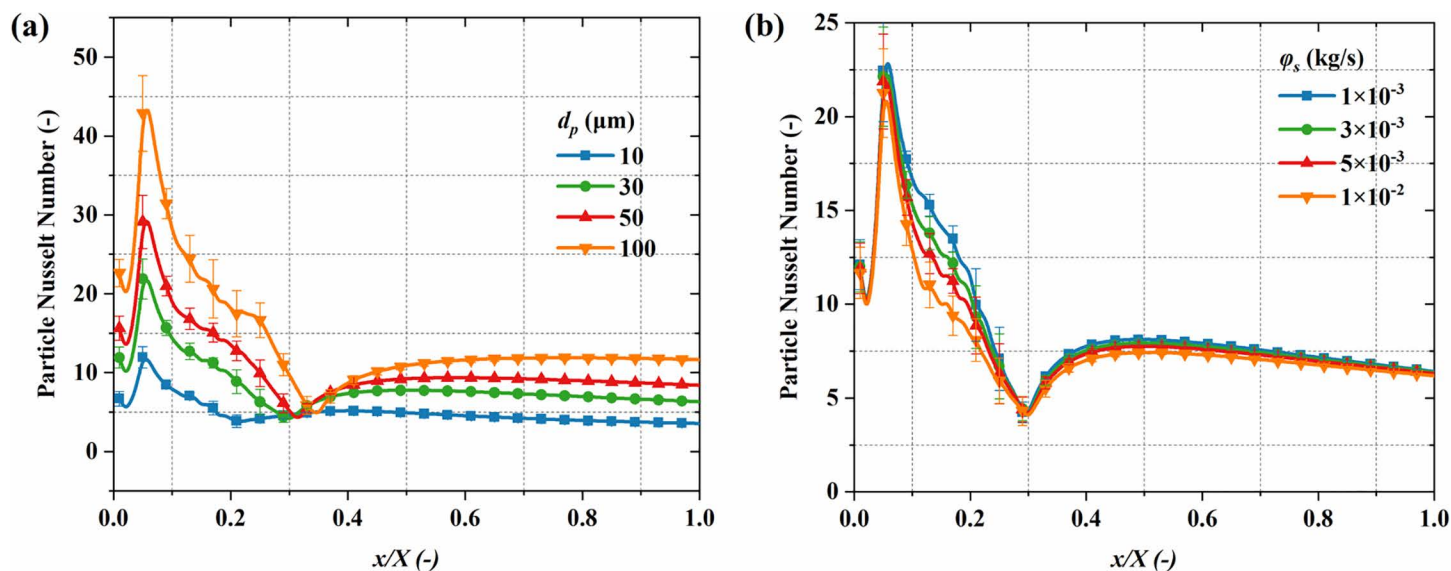 (a)
Particle Nusselt Number (-)
50
40
30
20
10
0
0.0 0.2 0.4 0.6 0.8 1.0
x/X (-)
d_p (μm)
10
30
50
100
(b)
Particle Nusselt Number (-)
25
20
15
10
5
0
0.0 0.2 0.4 0.6 0.8 1.0
x/X (-)
φ_s (kg/s)
1×10⁻³
3×10⁻³
5×10⁻³
1×10⁻²